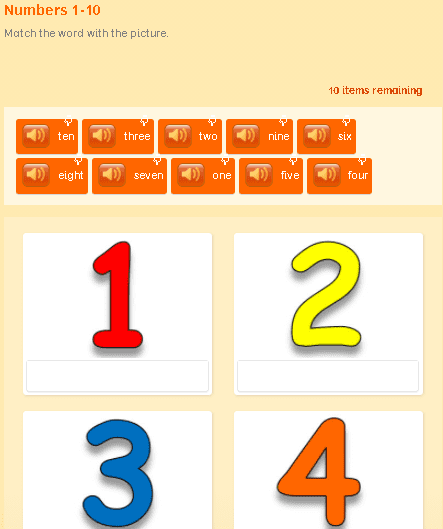 Numbers 1-10
Match the word with the picture.
10 items remaining
ten three two nine six
eight seven one five four
1 2
3 4